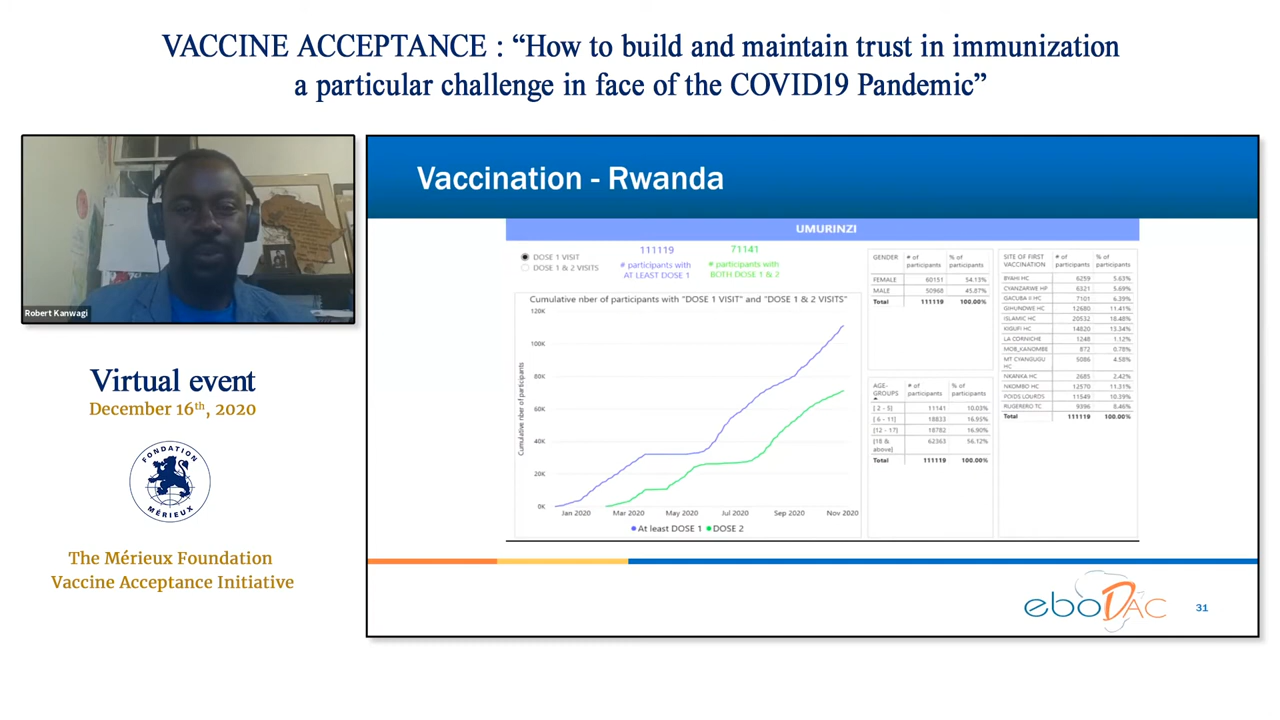 VACCINE ACCEPTANCE : “How to build and maintain trust in immunization
a particular challenge in face of the COVID19 Pandemic”
Robert Kanwagi
Virtual event
December 16th, 2020
FONDATION
MÉRIEUX
The Mérieux Foundation
Vaccine Acceptance Initiative
Vaccination - Rwanda
UMURINZI
DOSE 1 VISIT
DOSE 1 & 2 VISITS
111119
# participants with
AT LEAST DOSE 1
71141
# participants with
BOTH DOSE 1 & 2
Cumulative nber of participants with "DOSE 1 VISIT" and "DOSE 1 & 2 VISITS"
Cumulative nber of participants
120K
100K
80K
60K
40K
20K
0K
Jan 2020 Mar 2020 May 2020 Jul 2020 Sep 2020 Nov 2020
At least DOSE 1 DOSE 2
GENDER # of participants % of participants
FEMALE 60151 54.13%
MALE 50968 45.87%
Total 111119 100.00%
AGE-GROUPS # of participants % of participants
[ 2 - 5] 11141 10.03%
[ 6 - 11] 18833 16.95%
[12 - 17] 18782 16.90%
[18 & above] 62363 56.12%
Total 111119 100.00%
SITE OF FIRST VACCINATION # of participants % of participants
BYAHI HC 6259 5.63%
CYANZARWE HP 6321 5.69%
GACUBA II HC 7101 6.39%
GIHUNDWE HC 12680 11.41%
ISLAMIC HC 20532 18.48%
KIGUFI HC 14820 13.34%
LA CORNICHE 1248 1.12%
MOB_KANOMBE 872 0.78%
MT CYANGUGU HC 5086 4.58%
NKANKA HC 2685 2.42%
NKOMBO HC 12570 11.31%
POIDS LOURDS 11549 10.39%
RUGERERO TC 9396 8.46%
Total 111119 100.00%
eboDAC
31